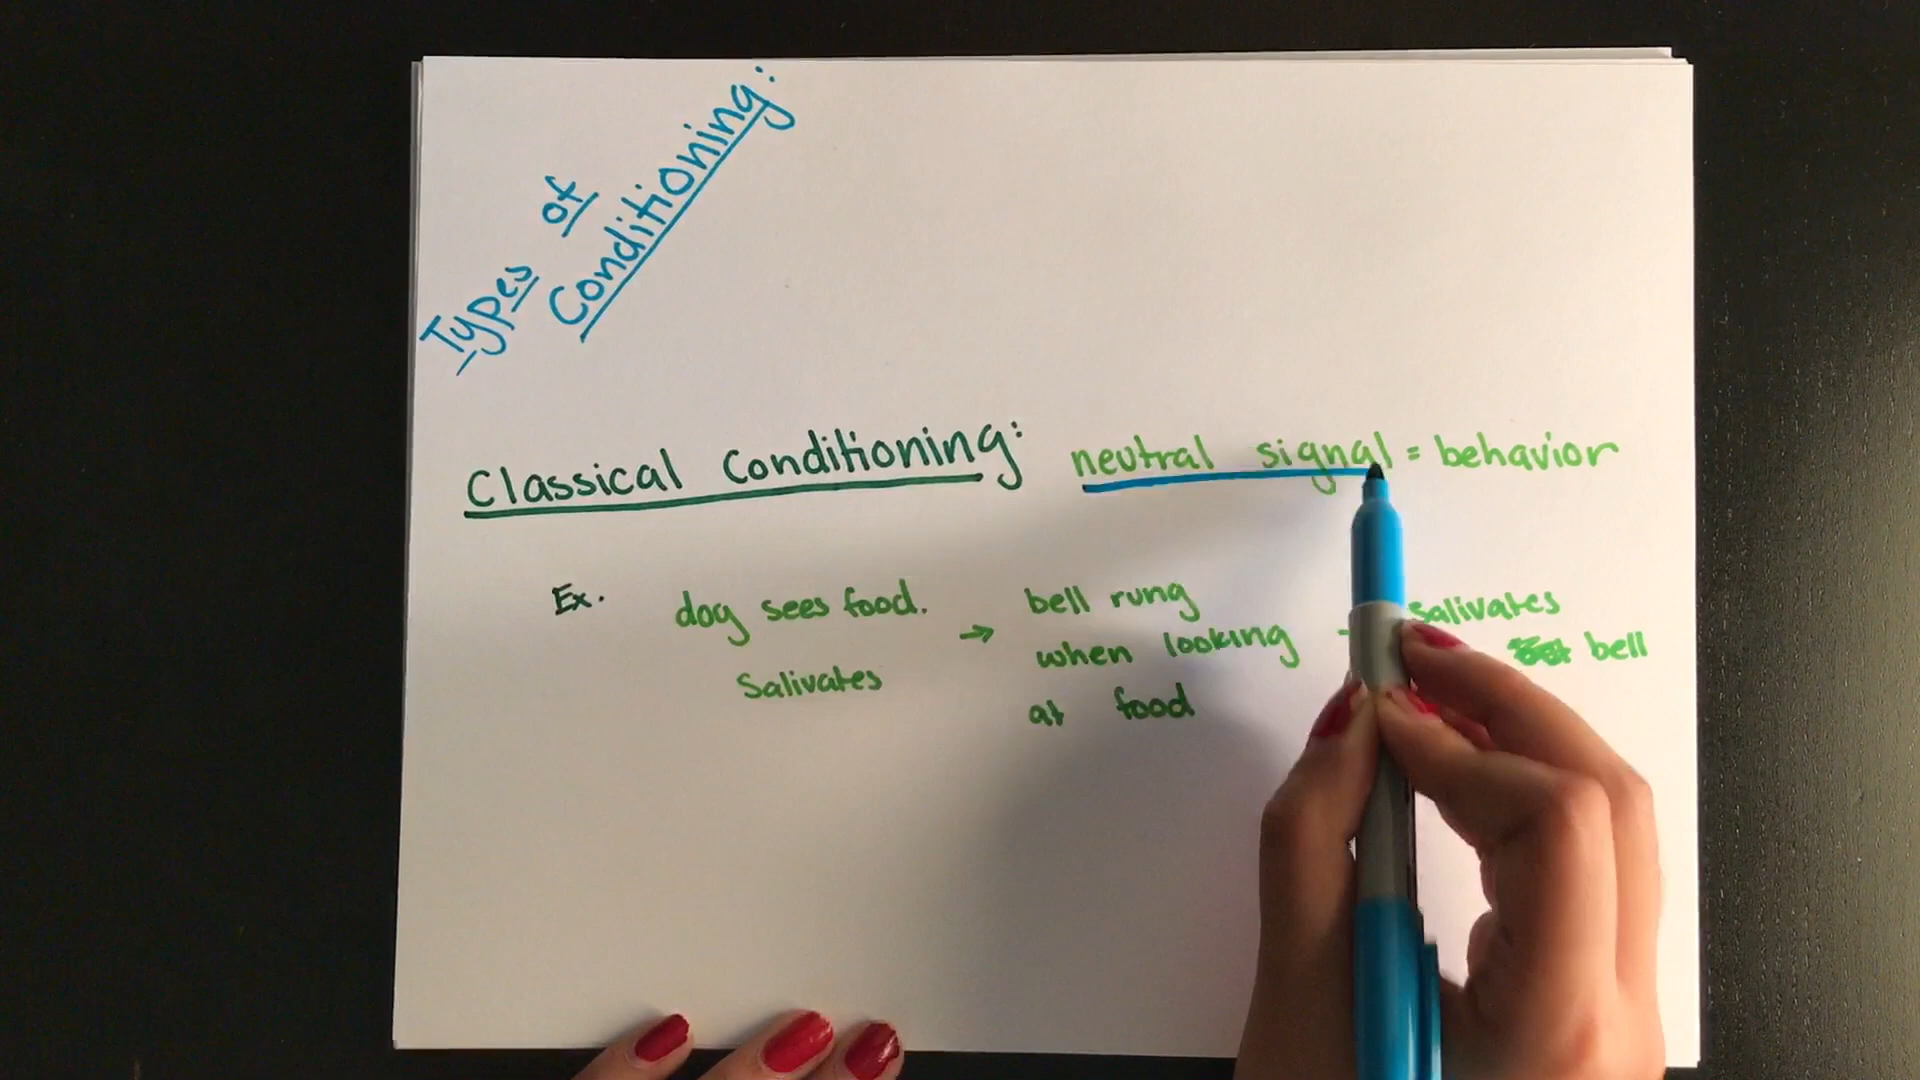 Types of
Conditioning:
Classical Conditioning: neutral signal = behavior
Ex. dog sees food.
Salivates
→ bell rung
when looking
at food
salivates
bell